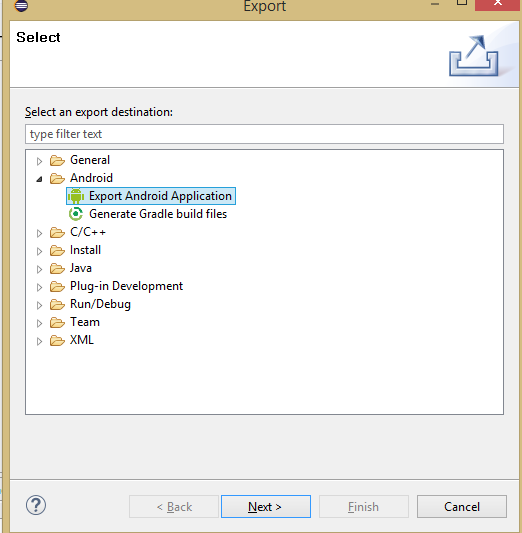 Export
Select
Select an export destination:
type filter text
General
Android
Export Android Application
Generate Gradle build files
C/C++
Install
Java
Plug-in Development
Run/Debug
Team
XML
?
< Back
Next >
Finish
Cancel